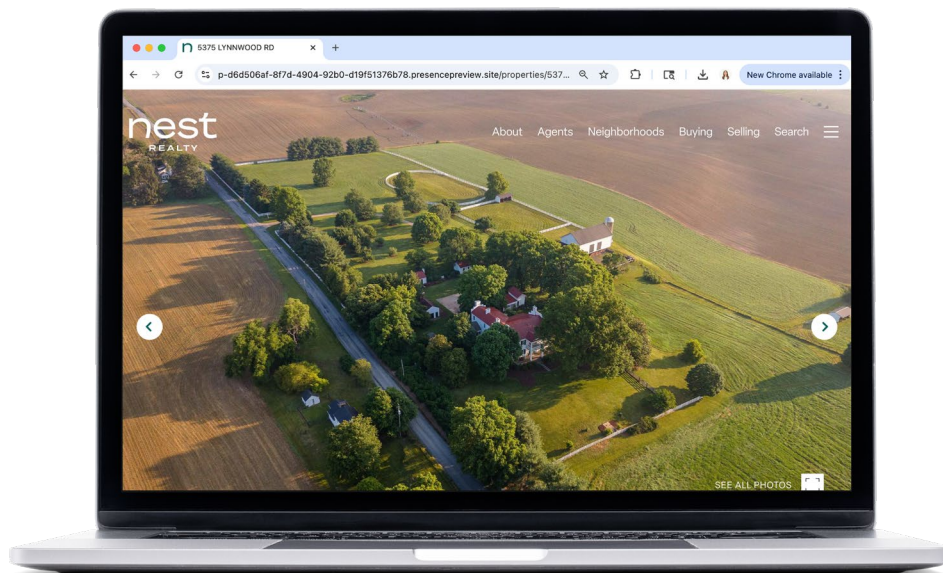 5375 LYNNWOOD RD
p-d6d506af-8f7d-4904-92b0-d19f51376b78.presencepreview.site/properties/537...
New Chrome available
nest
REALTY
About Agents Neighborhoods Buying Selling Search
SEE ALL PHOTOS